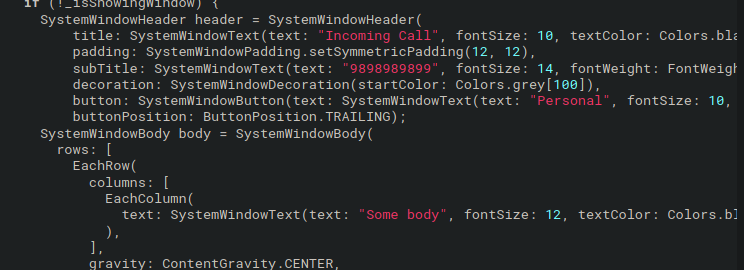 if (!_isShowingWindow) {
SystemWindowHeader header = SystemWindowHeader(
title: SystemWindowText(text: "Incoming Call", fontSize: 10, textColor: Colors.bla
padding: SystemWindowPadding.setSymmetricPadding(12, 12),
subTitle: SystemWindowText(text: "9898989899", fontSize: 14, fontWeight: FontWeigh
decoration: SystemWindowDecoration(startColor: Colors.grey[100]),
button: SystemWindowButton(text: SystemWindowText(text: "Personal", fontSize: 10,
buttonPosition: ButtonPosition.TRAILING);
SystemWindowBody body = SystemWindowBody(
rows: [
EachRow(
columns: [
EachColumn(
text: SystemWindowText(text: "Some body", fontSize: 12, textColor: Colors.bl
),
],
gravity: ContentGravity.CENTER,